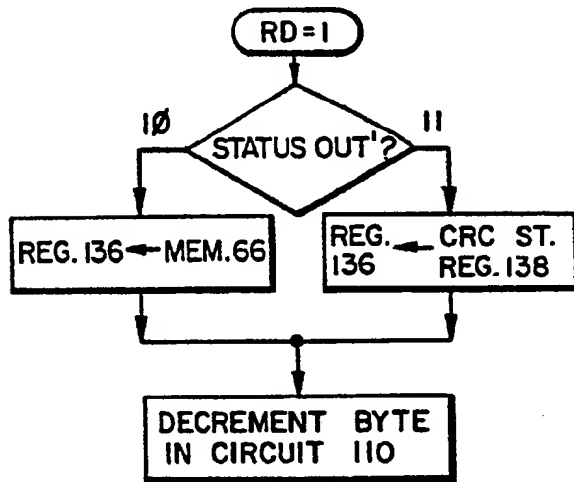 RD=1
1Ø
11
STATUS OUT'?
REG.136←MEM.66
REG. ← CRC ST.
136 REG.138
DECREMENT BYTE
IN CIRCUIT 110